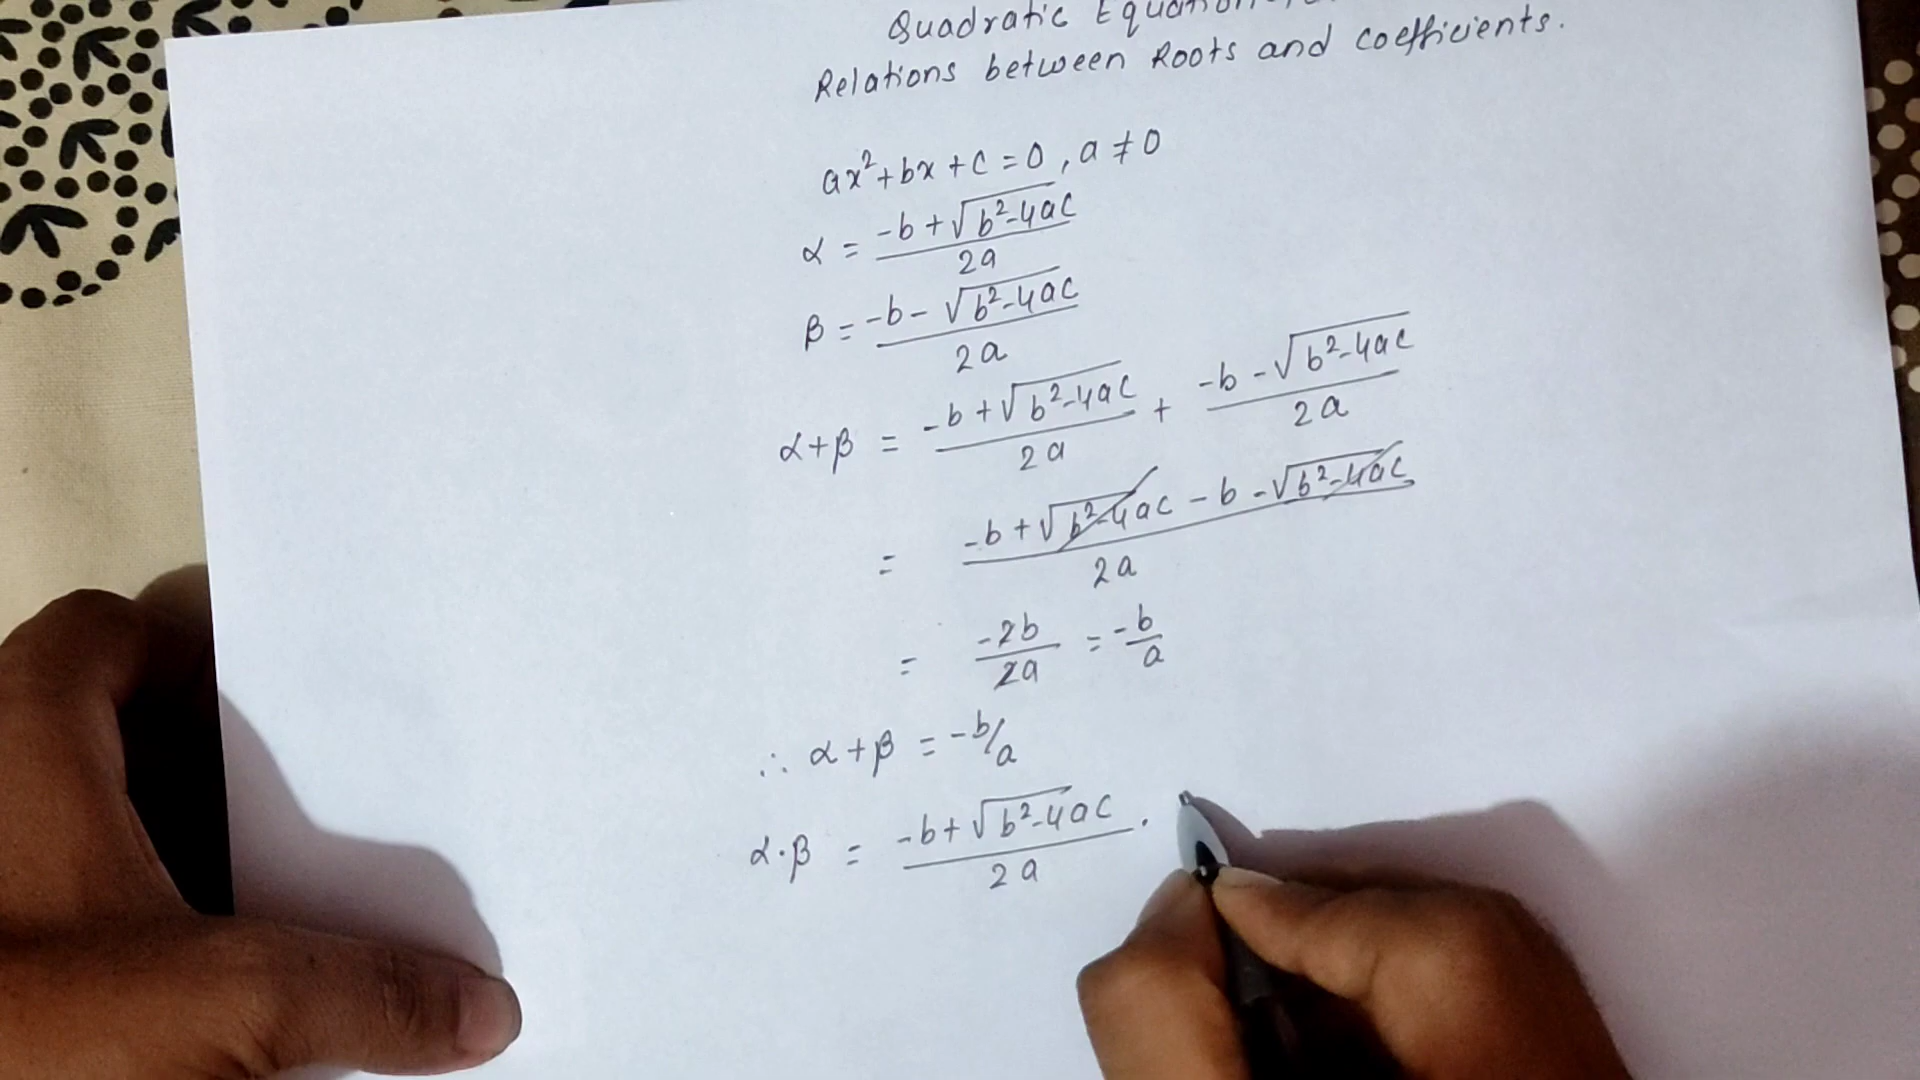 Quadratic Equation
Relations between Roots and coefficients.
ax²+bx+c=0, a≠0
α = (-b+√(b²-4ac))/2a
β = (-b-√(b²-4ac))/2a
α+β = (-b+√(b²-4ac))/2a + (-b-√(b²-4ac))/2a
= (-b+√(b²-4ac)-b-√(b²-4ac))/2a
= -2b/2a = -b/a
∴ α+β = -b/a
α·β = (-b+√(b²-4ac))/2a ·